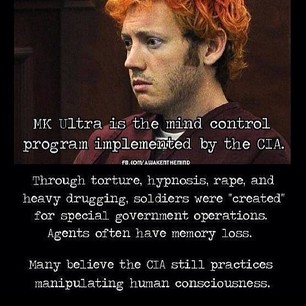 MK Ultra is the mind control
program implemented by the CIA.
FB.COM/AWAKENTHEMIND
Through torture, hypnosis, rape, and
heavy drugging, soldiers were "created"
for special government operations.
Agents often have memory loss.
Many believe the CIA still practices
manipulating human consciousness.